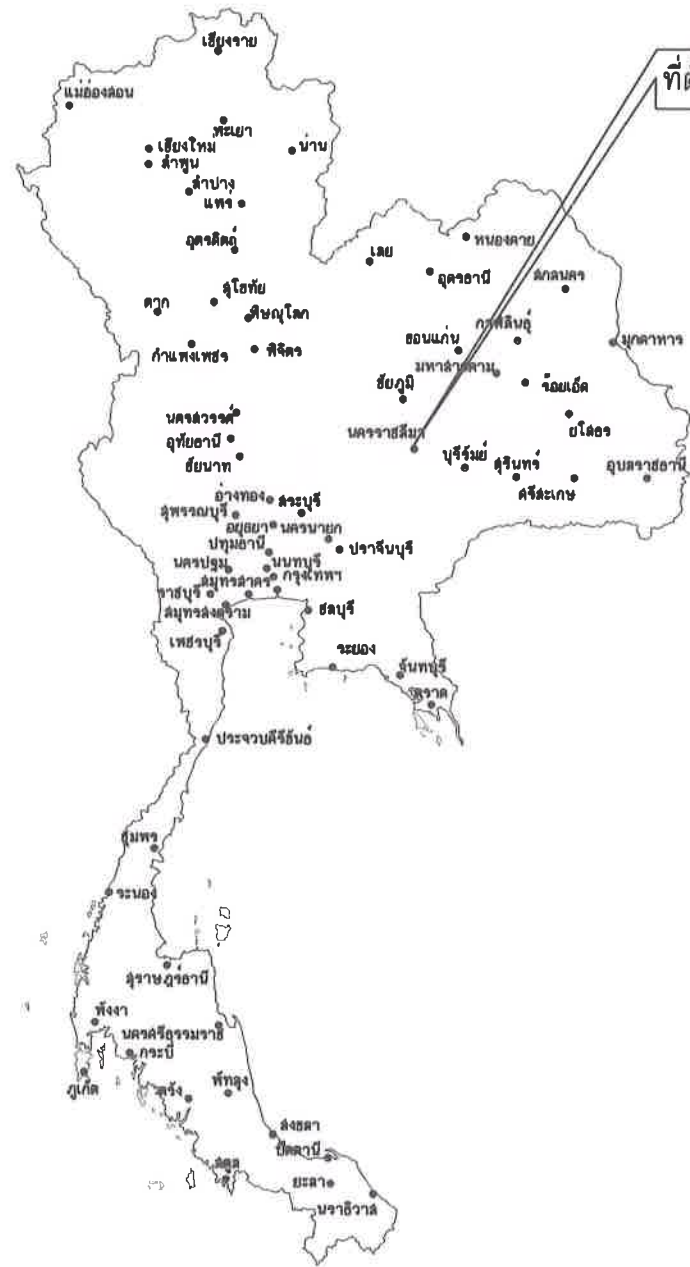 เชียงราย
แม่ฮ่องสอน
พะเยา
เชียงใหม่
น่าน
ลำพูน
ลำปาง
แพร่
อุตรดิตถ์
เลย
หนองคาย
อุดรธานี
สกลนคร
สุโขทัย
ตาก
พิษณุโลก
กำแพงเพชร
พิจิตร
ขอนแก่น
กาฬสินธุ์
มุกดาหาร
มหาสารคาม
ร้อยเอ็ด
ชัยภูมิ
ยโสธร
นครสวรรค์
อุทัยธานี
ชัยนาท
นครราชสีมา
บุรีรัมย์
สุรินทร์
ศรีสะเกษ
อุบลราชธานี
อ่างทอง
สระบุรี
สุพรรณบุรี
อยุธยา
นครนายก
ปทุมธานี
ปราจีนบุรี
นครปฐม
นนทบุรี
กรุงเทพฯ
สมุทรสาคร
ราชบุรี
สมุทรสงคราม
ชลบุรี
เพชรบุรี
ระยอง
จันทบุรี
ตราด
ประจวบคีรีขันธ์
ชุมพร
ระนอง
สุราษฎร์ธานี
พังงา
นครศรีธรรมราช
กระบี่
ภูเก็ต
ตรัง
พัทลุง
สงขลา
ปัตตานี
สตูล
ยะลา
นราธิวาส